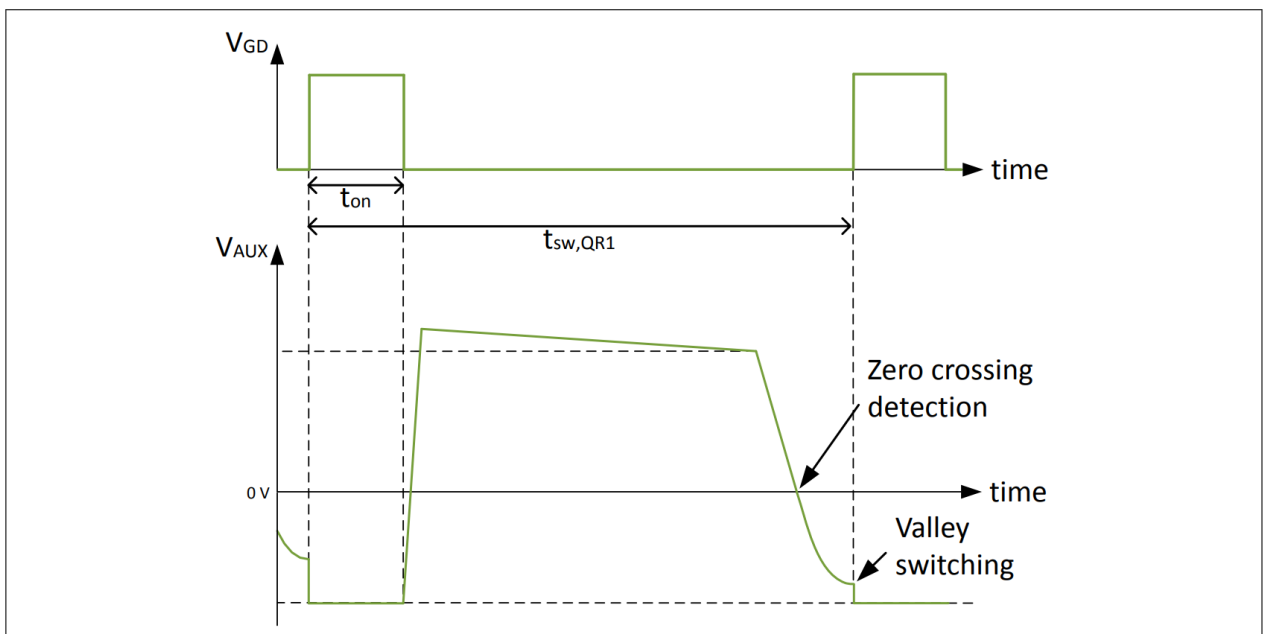 VGD
time
ton
tsw,QR1
VAUX
Zero crossing
detection
0 V
time
Valley
switching